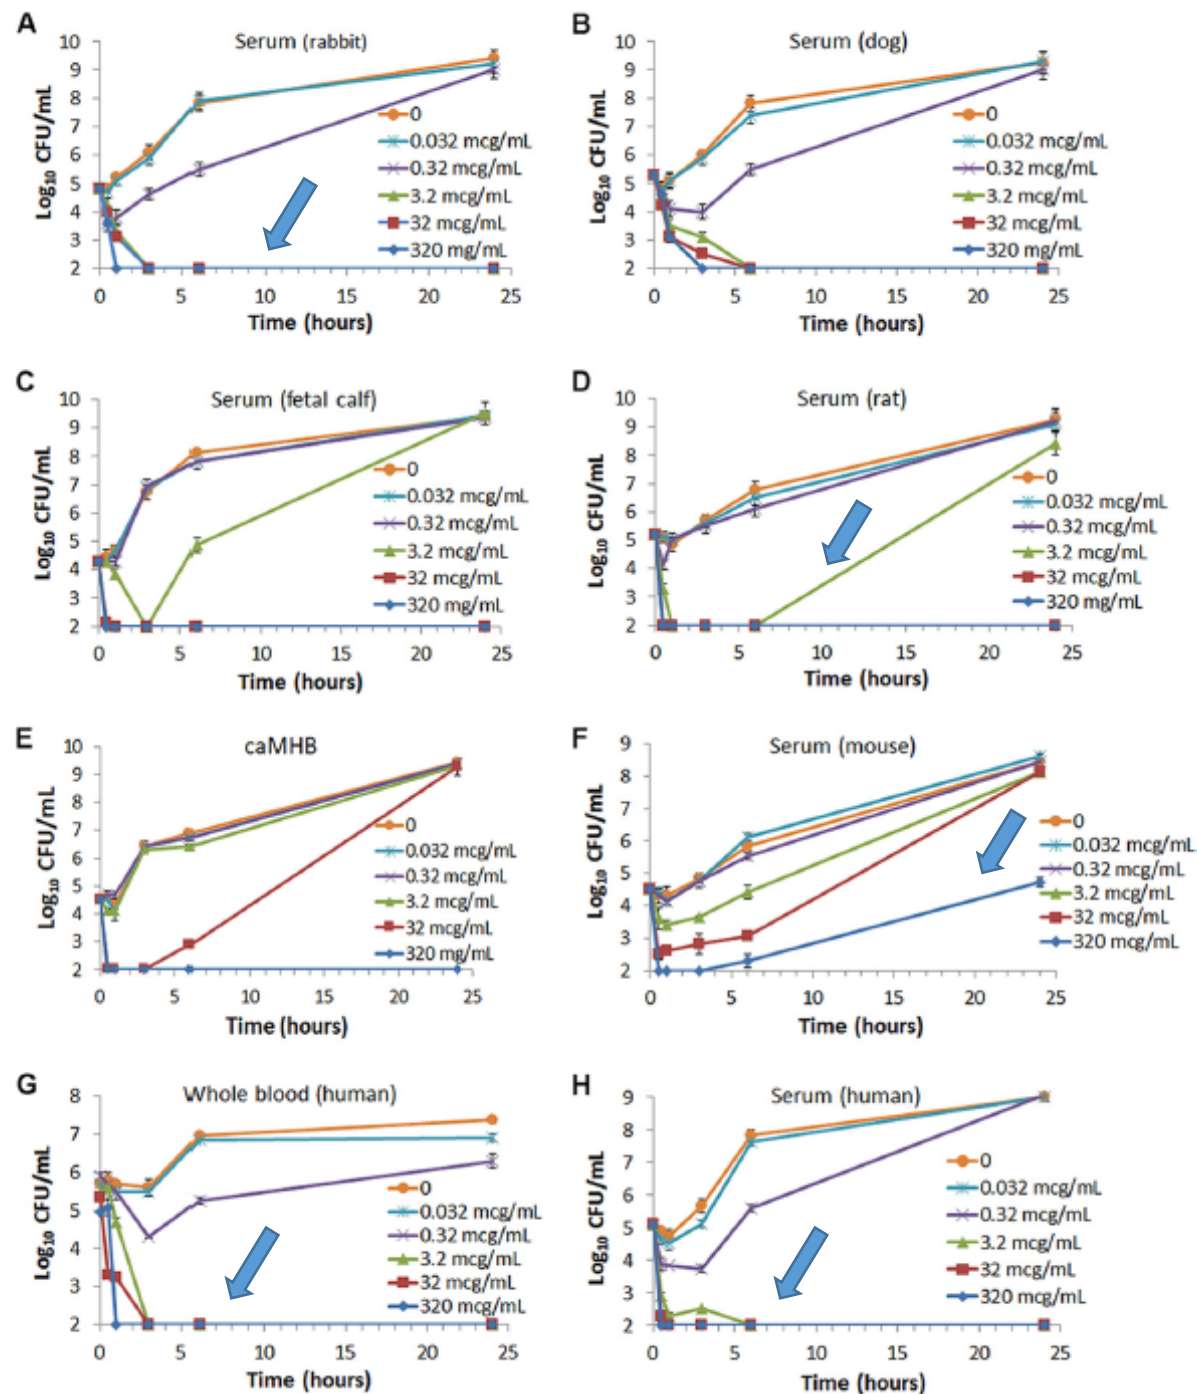 A
Serum (rabbit)
10
9
8
7
6
5
4
3
2
Log10 CFU/mL
0
0.032 mcg/mL
0.32 mcg/mL
3.2 mcg/mL
32 mcg/mL
320 mg/mL
0 5 10 15 20 25
Time (hours)
B
Serum (dog)
10
9
8
7
6
5
4
3
2
Log10 CFU/mL
0
0.032 mcg/mL
0.32 mcg/mL
3.2 mcg/mL
32 mcg/mL
320 mg/mL
0 5 10 15 20 25
Time (hours)
C
Serum (fetal calf)
10
9
8
7
6
5
4
3
2
Log10 CFU/mL
0
0.032 mcg/mL
0.32 mcg/mL
3.2 mcg/mL
32 mcg/mL
320 mg/mL
0 5 10 15 20 25
Time (hours)
D
Serum (rat)
10
9
8
7
6
5
4
3
2
Log10 CFU/mL
0
0.032 mcg/mL
0.32 mcg/mL
3.2 mcg/mL
32 mcg/mL
320 mg/mL
0 5 10 15 20 25
Time (hours)
E
caMHB
10
9
8
7
6
5
4
3
2
Log10 CFU/mL
0
0.032 mcg/mL
0.32 mcg/mL
3.2 mcg/mL
32 mcg/mL
320 mg/mL
0 5 10 15 20 25
Time (hours)
F
Serum (mouse)
9
8
7
6
5
4
3
2
Log10 CFU/mL
0
0.032 mcg/mL
0.32 mcg/mL
3.2 mcg/mL
32 mcg/mL
320 mcg/mL
0 5 10 15 20 25
Time (hours)
G
Whole blood (human)
8
7
6
5
4
3
2
Log10 CFU/mL
0
0.032 mcg/mL
0.32 mcg/mL
3.2 mcg/mL
32 mcg/mL
320 mcg/mL
0 5 10 15 20 25
Time (hours)
H
Serum (human)
9
8
7
6
5
4
3
2
Log10 CFU/mL
0
0.032 mcg/mL
0.32 mcg/mL
3.2 mcg/mL
32 mcg/mL
320 mcg/mL
0 5 10 15 20 25
Time (hours)